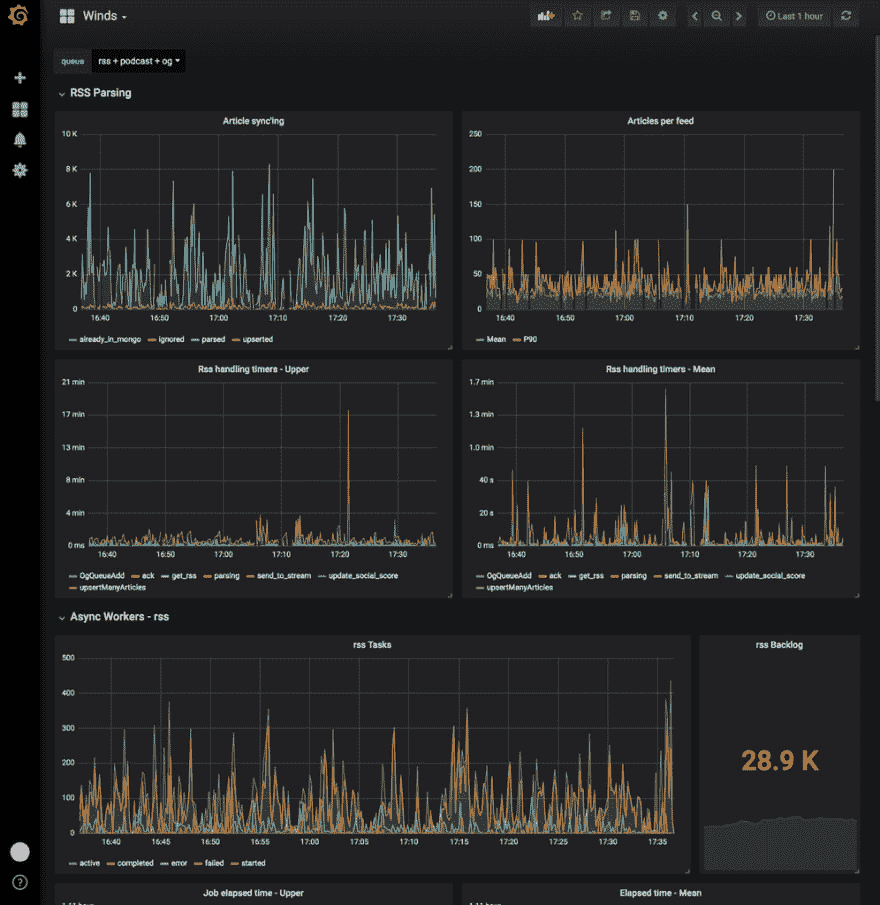 Winds
Last 1 hour
queue rss + podcast + og
RSS Parsing
Article sync'ing
10 K
8 K
6 K
4 K
2 K
0
16:40 16:50 17:00 17:10 17:20 17:30
already_in_mongo ignored parsed upserted
Articles per feed
250
200
150
100
50
0
16:40 16:50 17:00 17:10 17:20 17:30
Mean P90
Rss handling timers - Upper
21 min
17 min
13 min
8 min
4 min
0 ms
16:40 16:50 17:00 17:10 17:20 17:30
OgQueueAdd ack get_rss parsing send_to_stream update_social_score
upsertManyArticles
Rss handling timers - Mean
1.7 min
1.3 min
1.0 min
40 s
20 s
0 ms
16:40 16:50 17:00 17:10 17:20 17:30
OgQueueAdd ack get_rss parsing send_to_stream update_social_score
upsertManyArticles
Async Workers - rss
rss Tasks
500
400
300
200
100
0
16:40 16:45 16:50 16:55 17:00 17:05 17:10 17:15 17:20 17:25 17:30 17:35
active completed error failed started
rss Backlog
28.9 K
Job elapsed time - Upper
Elapsed time - Mean